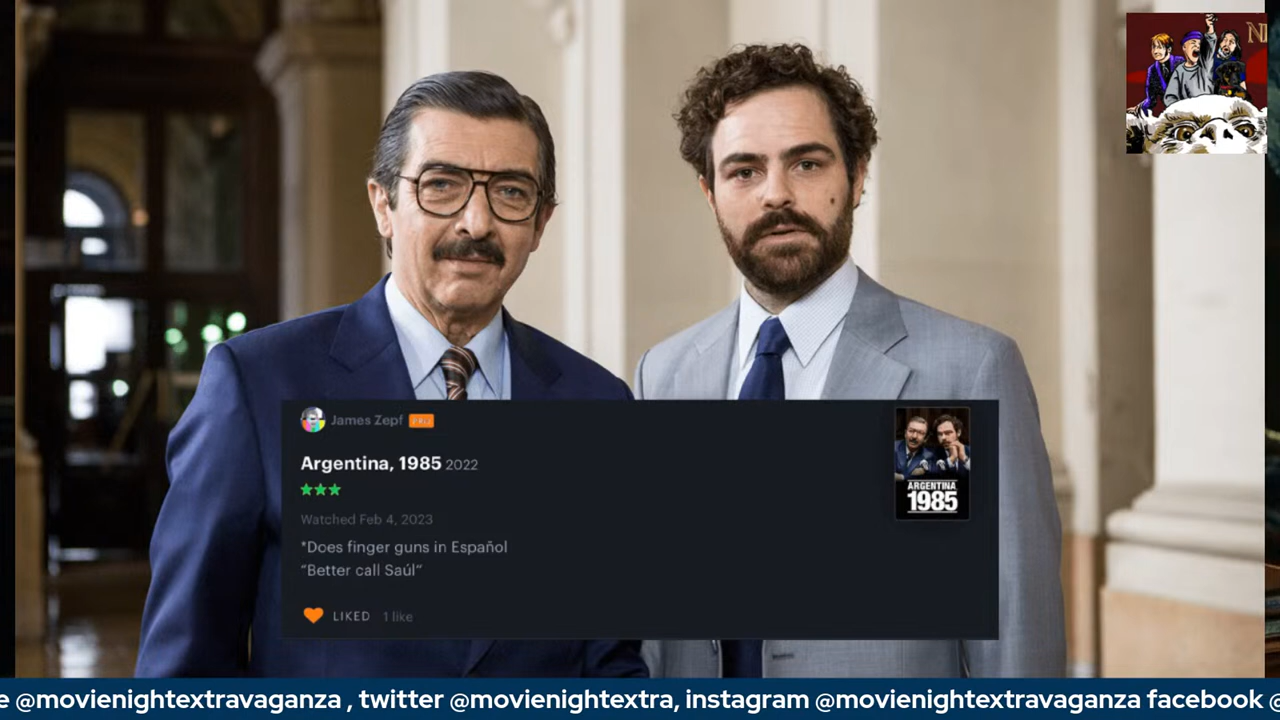 N
James Zepf PRO
Argentina, 1985 2022
Watched Feb 4, 2023
*Does finger guns in Español
“Better call Saúl“
LIKED 1 like
ARGENTINA,
1985
e @movienightextravaganza , twitter @movienightextra, instagram @movienightextravaganza facebook @